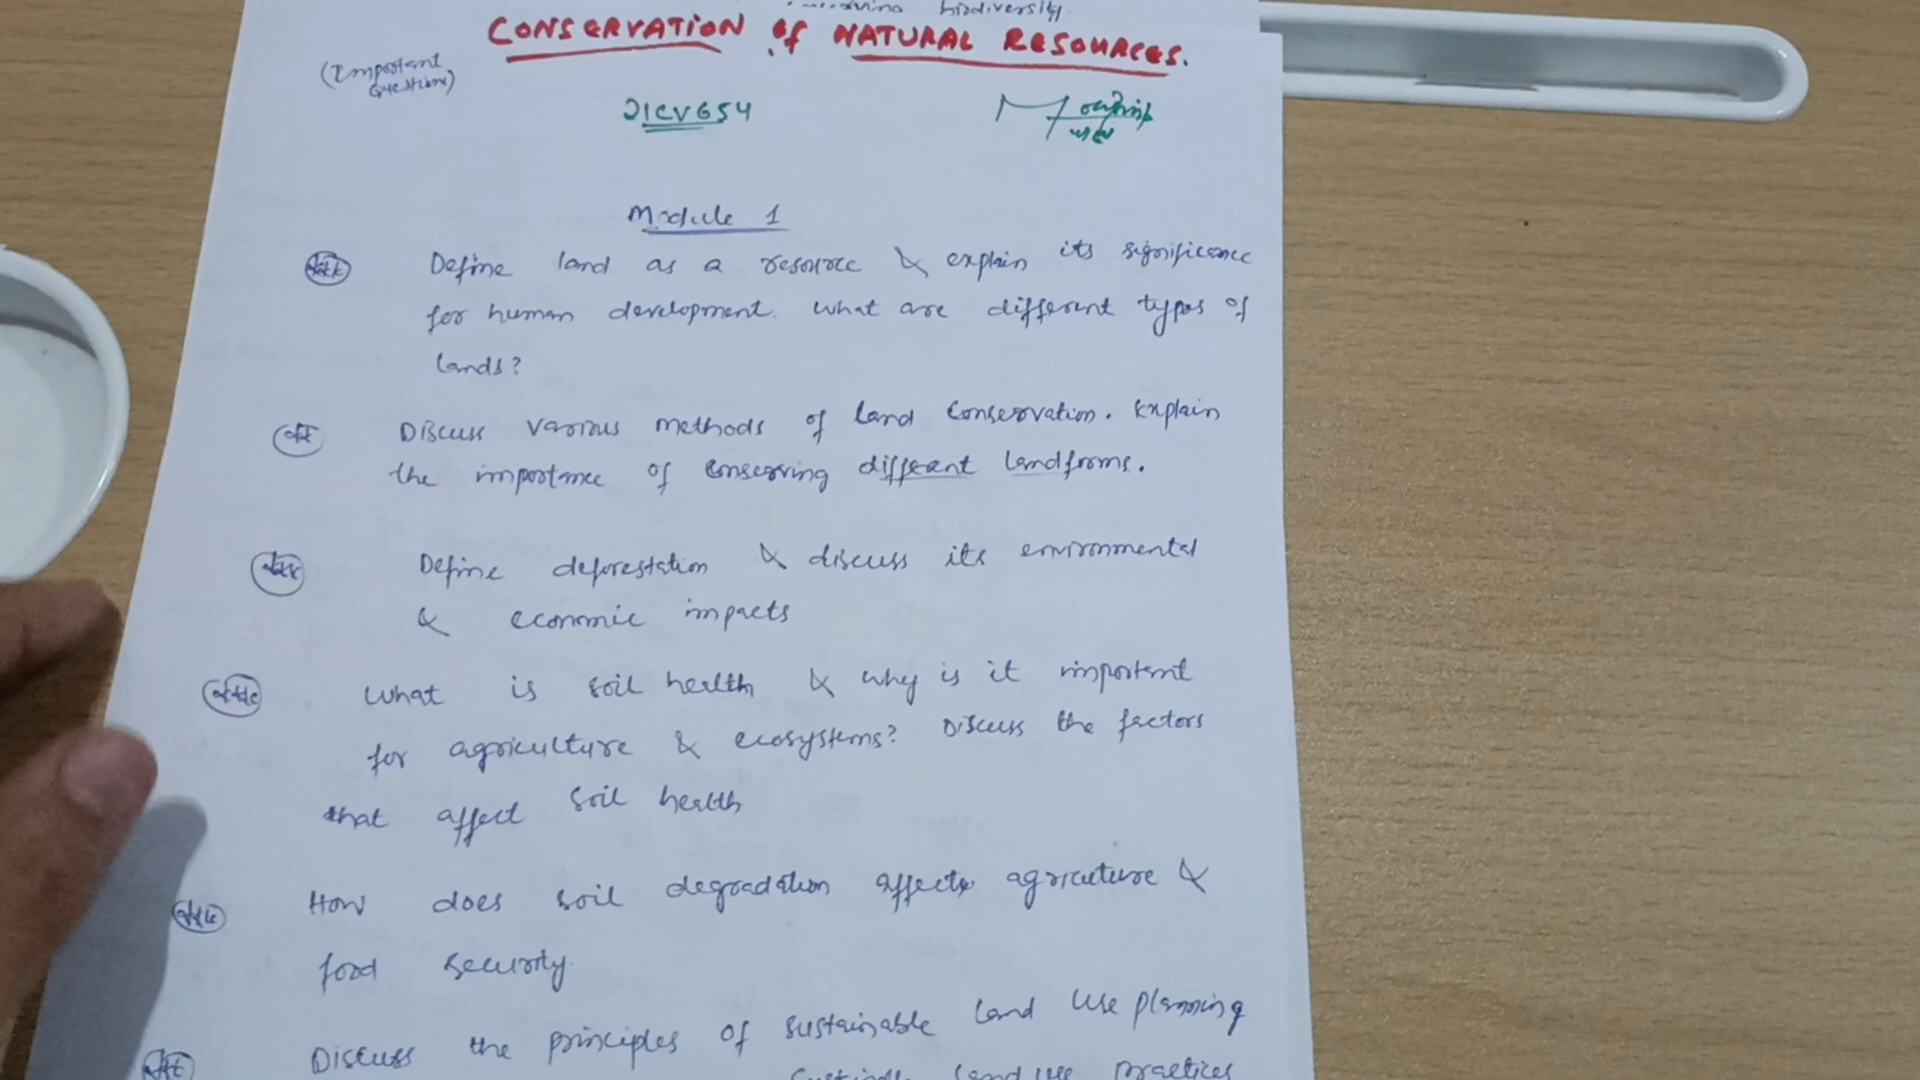 biodiversity.
CONSERVATION of NATURAL RESOURCES.
(Important
Questions)
21CV654
Module 1
Define land as a resource & explain its significance
for human development. What are different types of
lands?
Discuss various methods of land conservation. Explain
the importance of conserving different landforms.
Define deforestation & discuss its environmental
& economic impacts
What is soil health & why is it important
for agriculture & ecosystems? Discuss the factors
that affect soil health
How does soil degradation affects agriculture &
food security
Discuss the principles of sustainable land use planning
land use practices